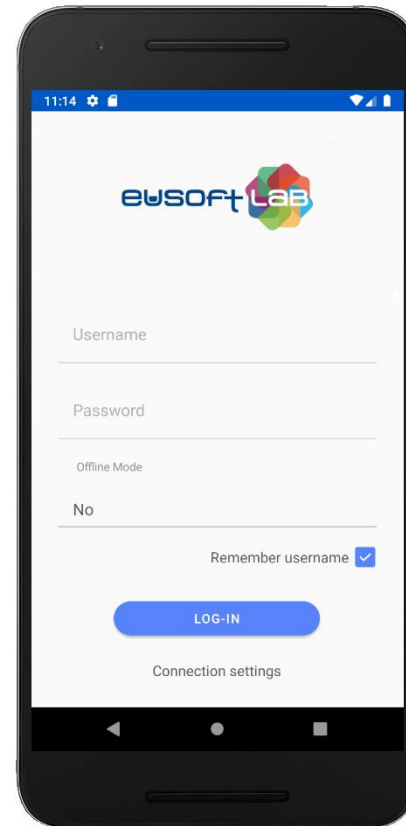 11:14
eusoft LaB
Username
Password
Offline Mode
No
Remember username
LOG-IN
Connection settings